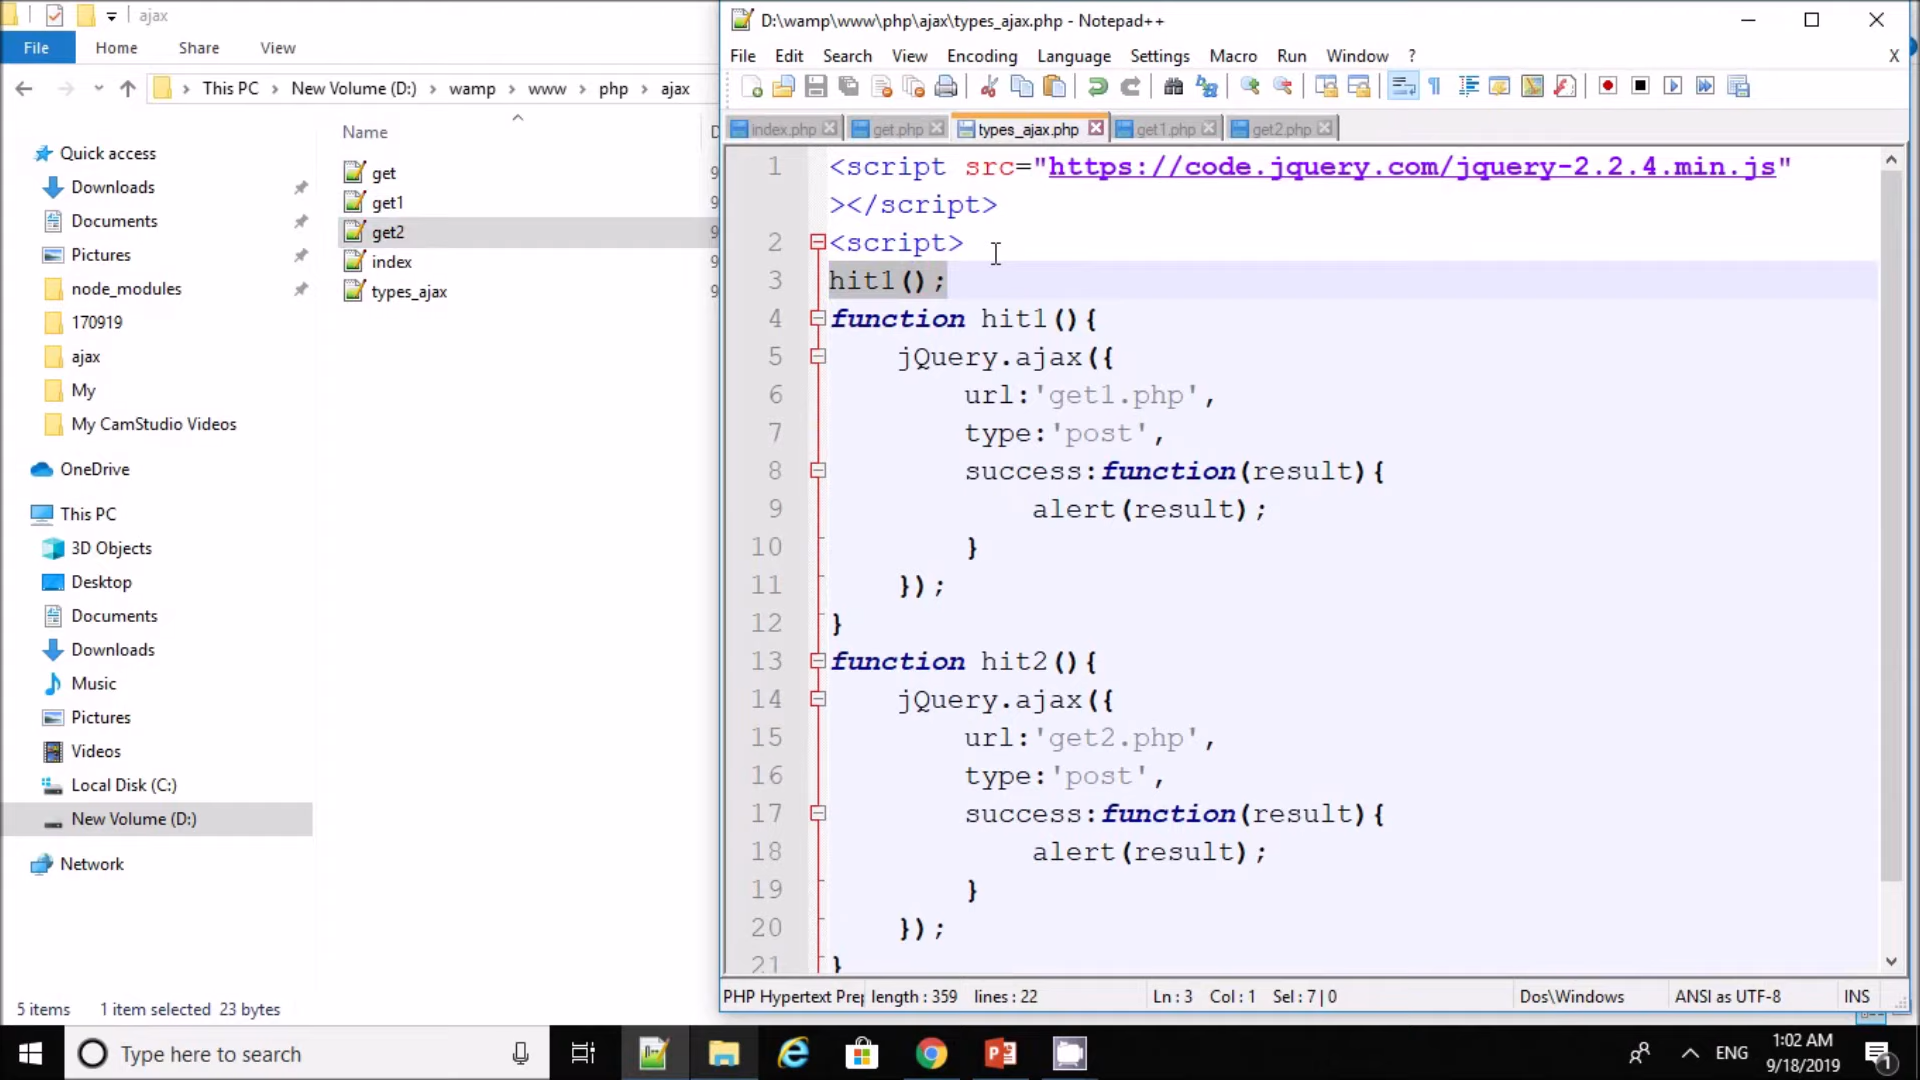 ajax
File Home Share View
This PC > New Volume (D:) > wamp > www > php > ajax
Name
Quick access
Downloads
Documents
Pictures
node_modules
170919
ajax
My
My CamStudio Videos
OneDrive
This PC
3D Objects
Desktop
Documents
Downloads
Music
Pictures
Videos
Local Disk (C:)
New Volume (D:)
Network
get
get1
get2
index
types_ajax
5 items 1 item selected 23 bytes
D:\wamp\www\php\ajax\types_ajax.php - Notepad++
File Edit Search View Encoding Language Settings Macro Run Window ? X
index.php get.php types_ajax.php get1.php get2.php
1 <script src="https://code.jquery.com/jquery-2.2.4.min.js"
></script>
2 <script>
3 hit1();
4 function hit1(){
5 jQuery.ajax({
6 url:'get1.php',
7 type:'post',
8 success:function(result){
9 alert(result);
10 }
11 });
12 }
13 function hit2(){
14 jQuery.ajax({
15 url:'get2.php',
16 type:'post',
17 success:function(result){
18 alert(result);
19 }
20 });
21 }
PHP Hypertext Prep length : 359 lines : 22 Ln : 3 Col : 1 Sel : 7 | 0 Dos\Windows ANSI as UTF-8 INS
Type here to search
ENG
1:02 AM
9/18/2019
1